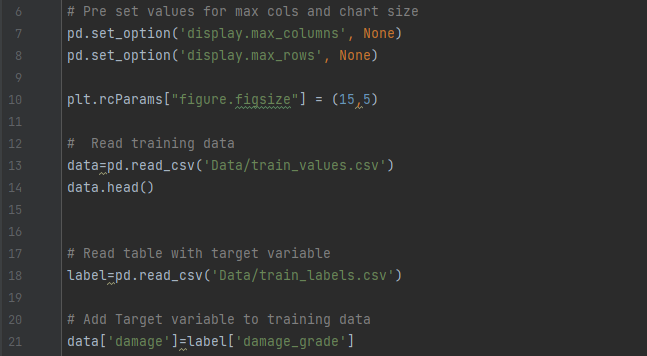 6 # Pre set values for max cols and chart size
7 pd.set_option('display.max_columns', None)
8 pd.set_option('display.max_rows', None)
9
10 plt.rcParams["figure.figsize"] = (15,5)
11
12 #  Read training data
13 data=pd.read_csv('Data/train_values.csv')
14 data.head()
15
16
17 # Read table with target variable
18 label=pd.read_csv('Data/train_labels.csv')
19
20 # Add Target variable to training data
21 data['damage']=label['damage_grade']